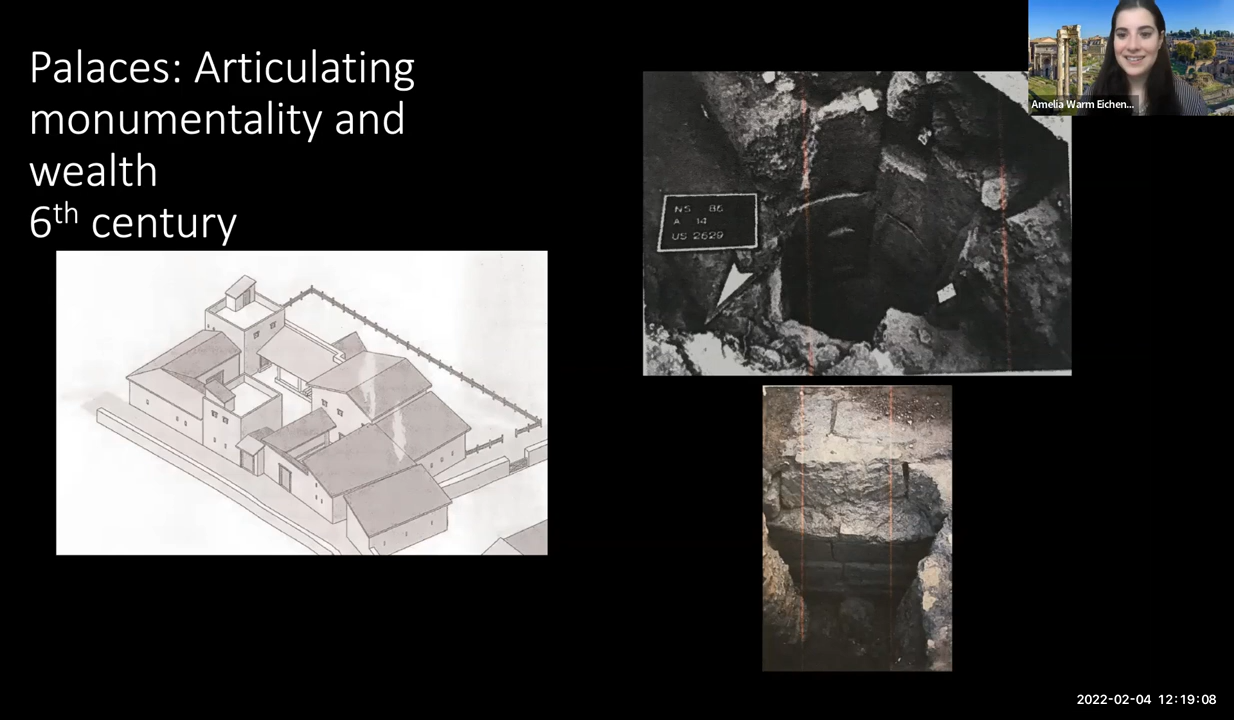 Palaces: Articulating
monumentality and
wealth
6th century
Amelia Warm Eichen...
NS 86
A 14
US 2629
2022-02-04 12:19:08